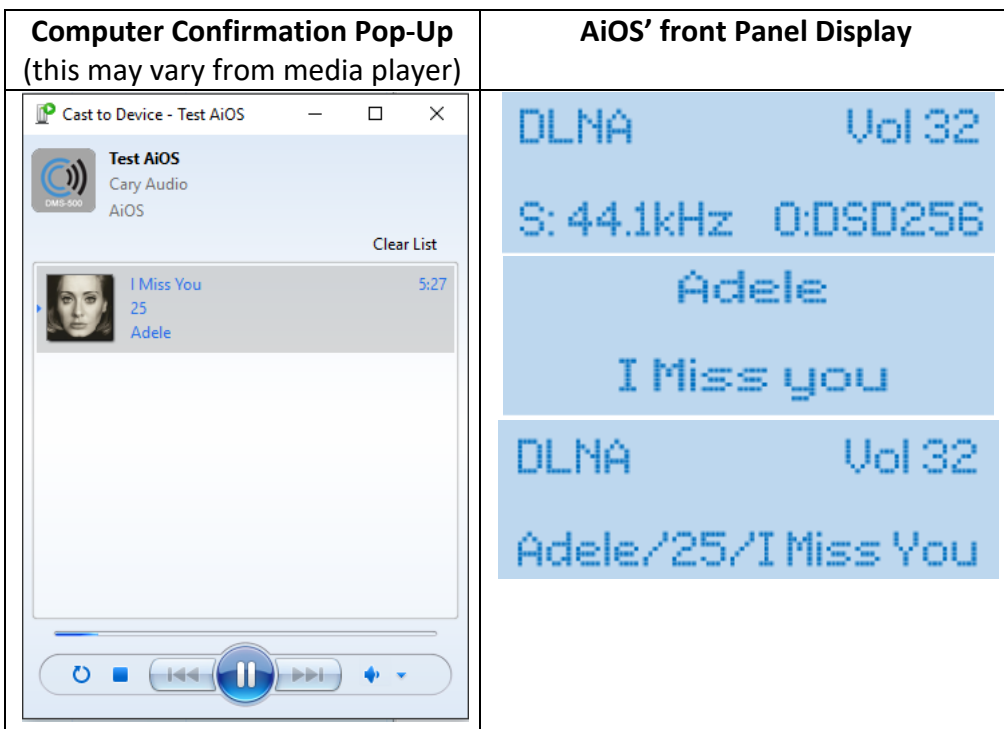 Computer Confirmation Pop-Up
(this may vary from media player)
AiOS’ front Panel Display
Cast to Device - Test AiOS
Test AiOS
Cary Audio
AiOS
DMS-500
Clear List
I Miss You 5:27
25
Adele
DLNA Vol 32
S: 44.1kHz O:DSD256
Adele
I Miss you
DLNA Vol 32
Adele/25/I Miss You